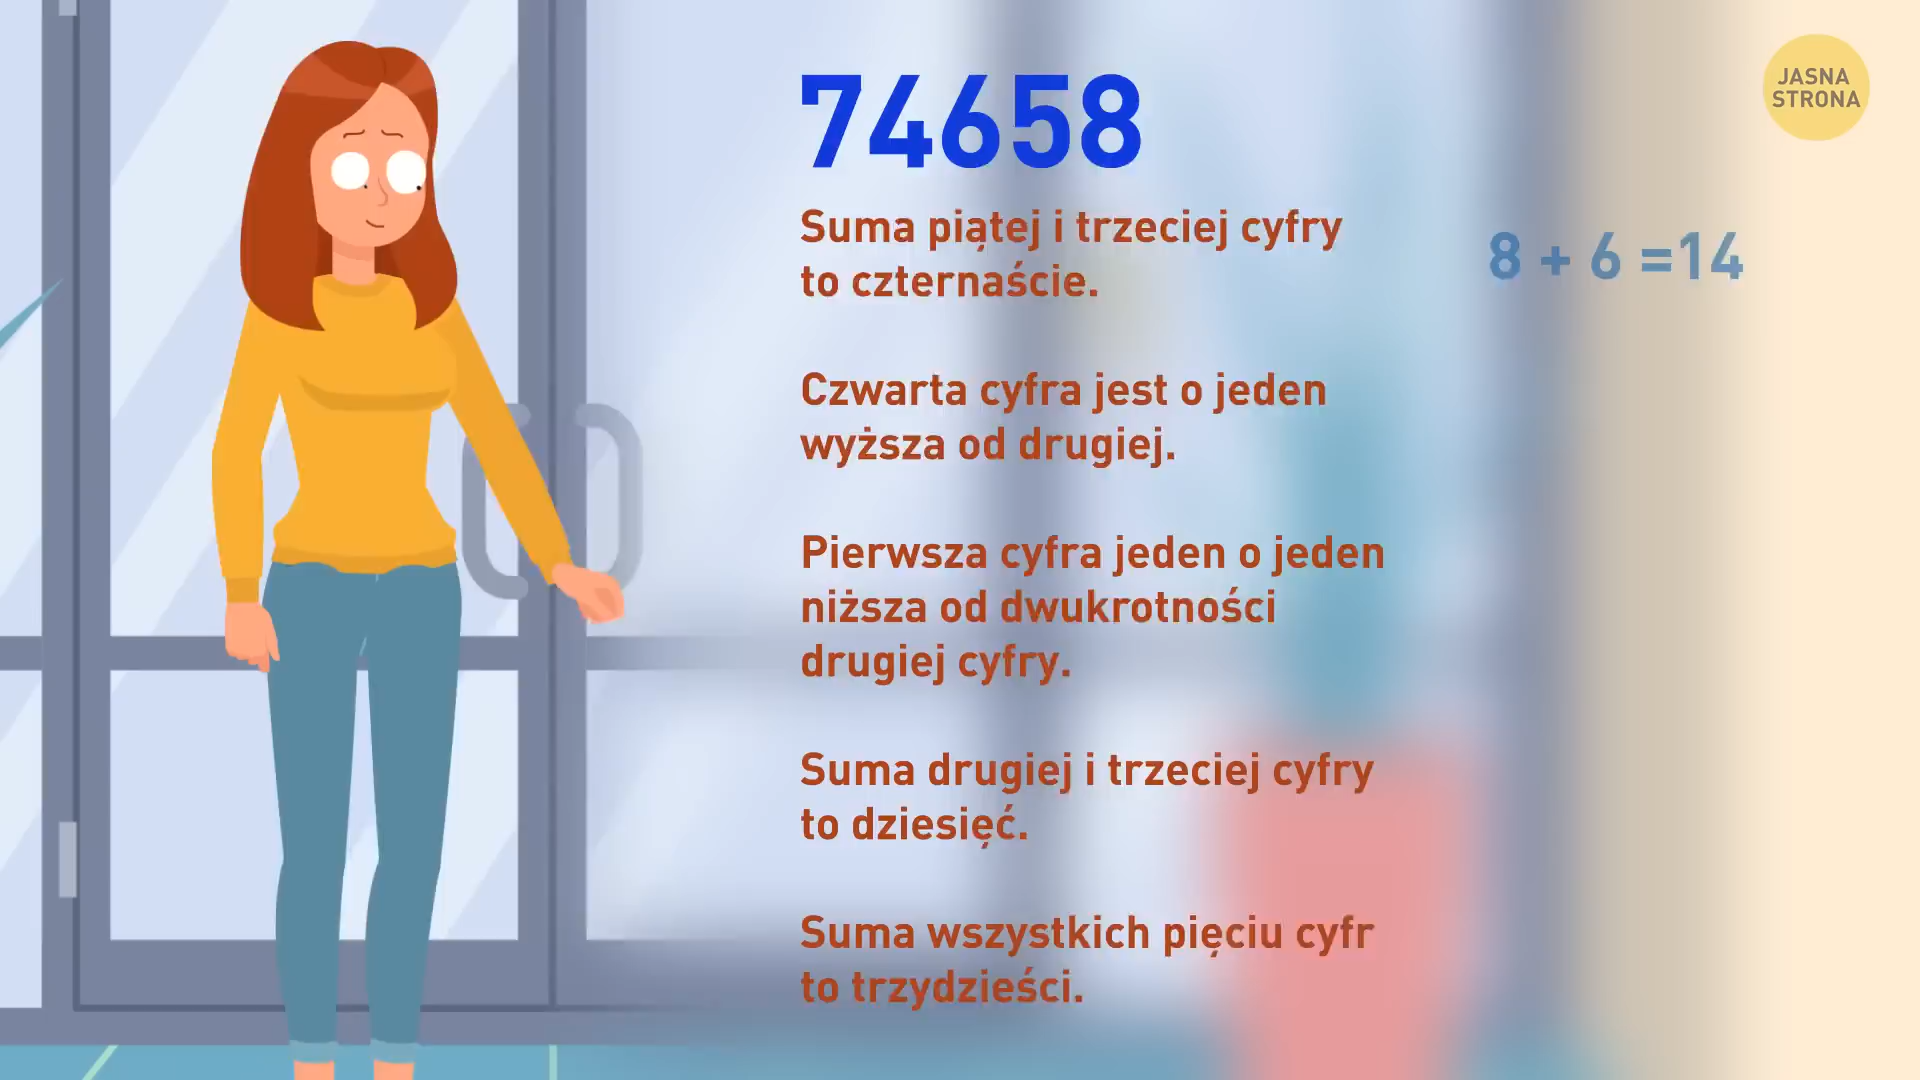 74658
JASNA
STRONA
Suma piątej i trzeciej cyfry
to czternaście.
8 + 6 =14
Czwarta cyfra jest o jeden
wyższa od drugiej.
Pierwsza cyfra jeden o jeden
niższa od dwukrotności
drugiej cyfry.
Suma drugiej i trzeciej cyfry
to dziesięć.
Suma wszystkich pięciu cyfr
to trzydzieści.